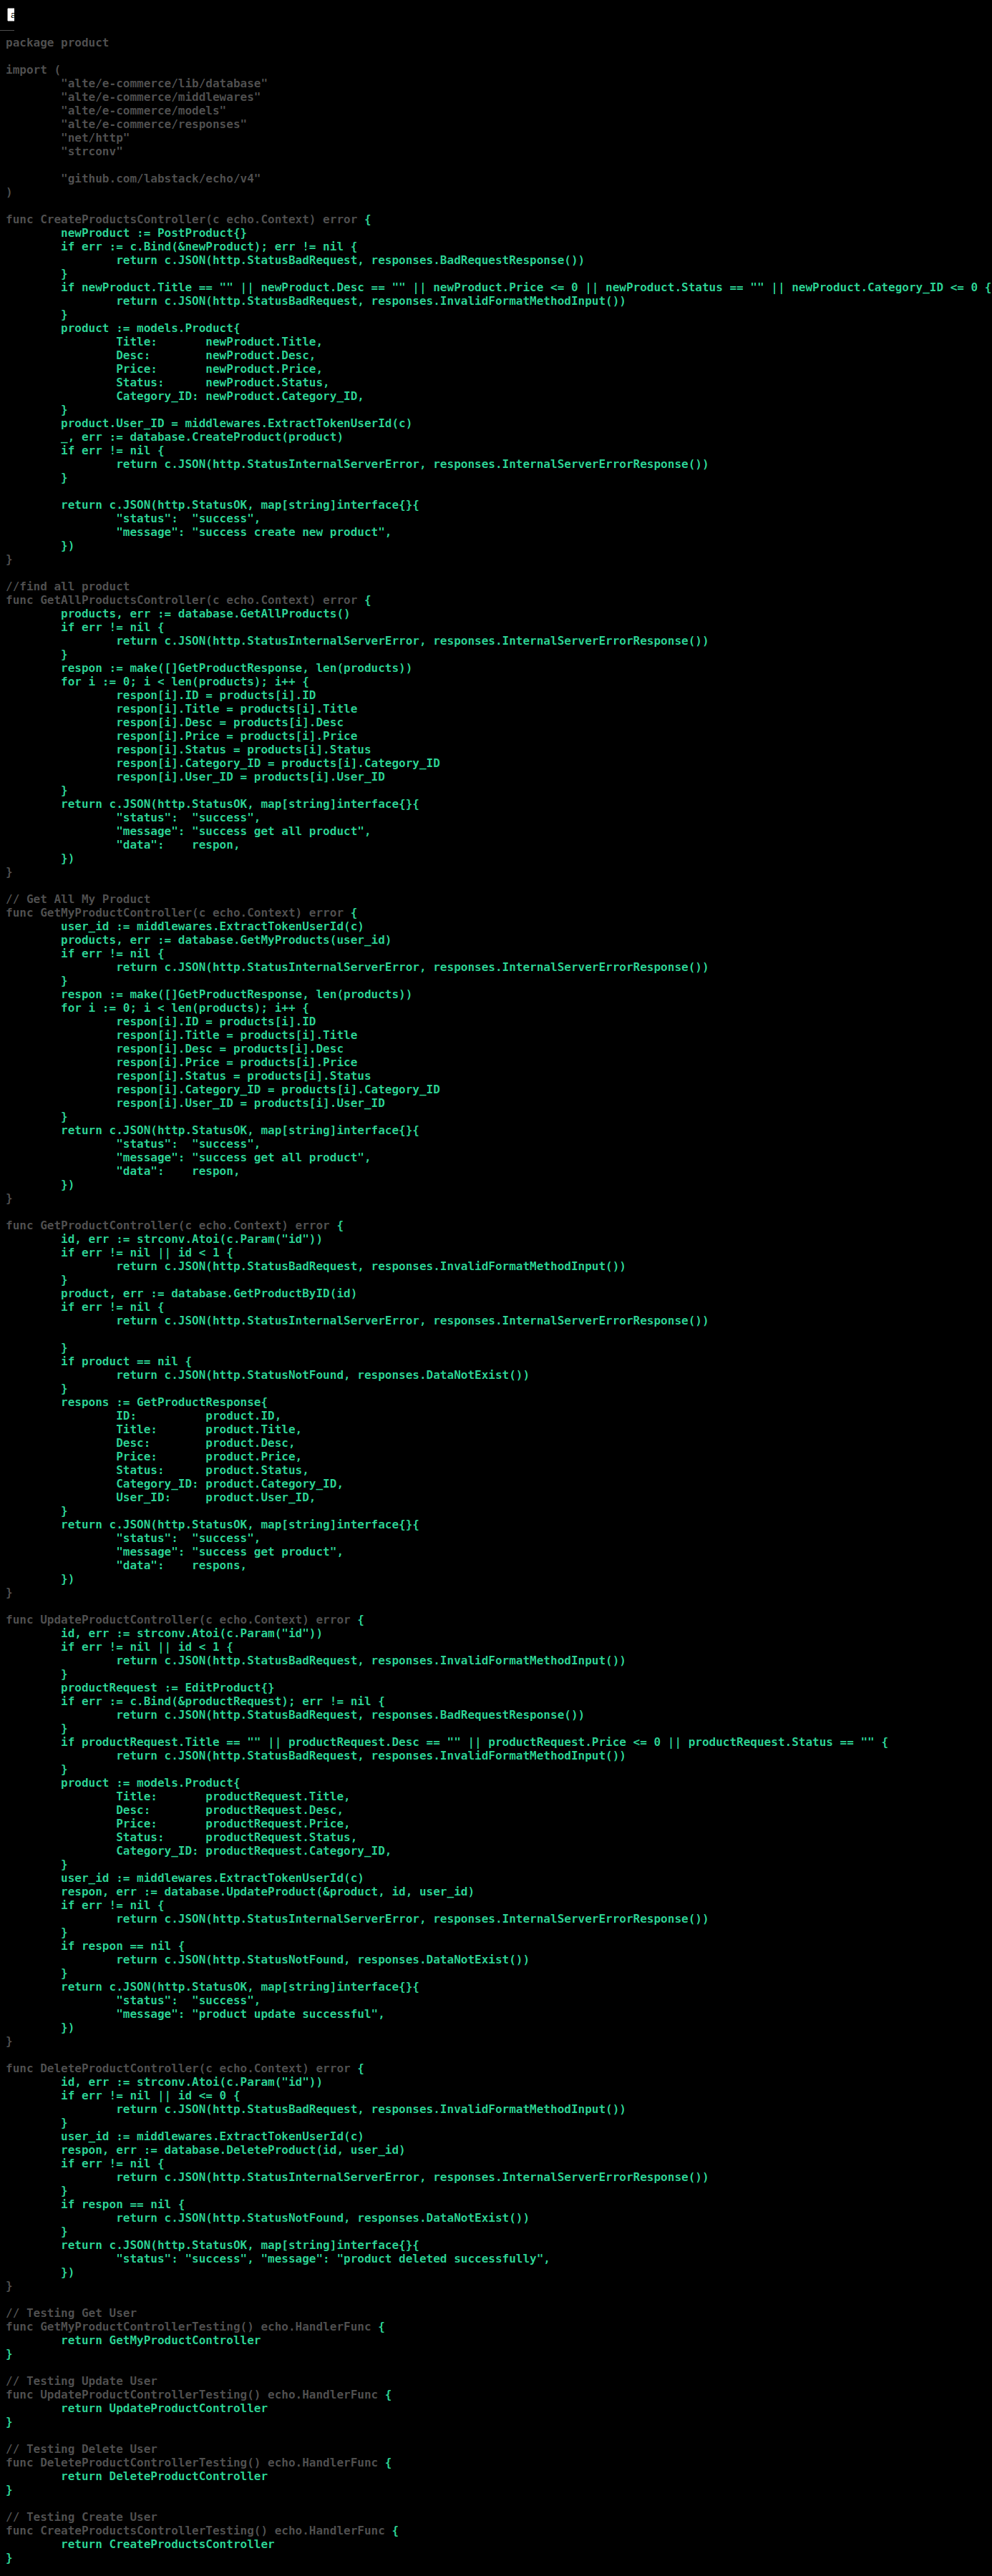 package product

import (
	"alte/e-commerce/lib/database"
	"alte/e-commerce/middlewares"
	"alte/e-commerce/models"
	"alte/e-commerce/responses"
	"net/http"
	"strconv"

	"github.com/labstack/echo/v4"
)

func CreateProductsController(c echo.Context) error {
	newProduct := PostProduct{}
	if err := c.Bind(&newProduct); err != nil {
		return c.JSON(http.StatusBadRequest, responses.BadRequestResponse())
	}
	if newProduct.Title == "" || newProduct.Desc == "" || newProduct.Price <= 0 || newProduct.Status == "" || newProduct.Category_ID <= 0 {
		return c.JSON(http.StatusBadRequest, responses.InvalidFormatMethodInput())
	}
	product := models.Product{
		Title:       newProduct.Title,
		Desc:        newProduct.Desc,
		Price:       newProduct.Price,
		Status:      newProduct.Status,
		Category_ID: newProduct.Category_ID,
	}
	product.User_ID = middlewares.ExtractTokenUserId(c)
	_, err := database.CreateProduct(product)
	if err != nil {
		return c.JSON(http.StatusInternalServerError, responses.InternalServerErrorResponse())
	}

	return c.JSON(http.StatusOK, map[string]interface{}{
		"status":  "success",
		"message": "success create new product",
	})
}

//find all product
func GetAllProductsController(c echo.Context) error {
	products, err := database.GetAllProducts()
	if err != nil {
		return c.JSON(http.StatusInternalServerError, responses.InternalServerErrorResponse())
	}
	respon := make([]GetProductResponse, len(products))
	for i := 0; i < len(products); i++ {
		respon[i].ID = products[i].ID
		respon[i].Title = products[i].Title
		respon[i].Desc = products[i].Desc
		respon[i].Price = products[i].Price
		respon[i].Status = products[i].Status
		respon[i].Category_ID = products[i].Category_ID
		respon[i].User_ID = products[i].User_ID
	}
	return c.JSON(http.StatusOK, map[string]interface{}{
		"status":  "success",
		"message": "success get all product",
		"data":    respon,
	})
}

// Get All My Product
func GetMyProductController(c echo.Context) error {
	user_id := middlewares.ExtractTokenUserId(c)
	products, err := database.GetMyProducts(user_id)
	if err != nil {
		return c.JSON(http.StatusInternalServerError, responses.InternalServerErrorResponse())
	}
	respon := make([]GetProductResponse, len(products))
	for i := 0; i < len(products); i++ {
		respon[i].ID = products[i].ID
		respon[i].Title = products[i].Title
		respon[i].Desc = products[i].Desc
		respon[i].Price = products[i].Price
		respon[i].Status = products[i].Status
		respon[i].Category_ID = products[i].Category_ID
		respon[i].User_ID = products[i].User_ID
	}
	return c.JSON(http.StatusOK, map[string]interface{}{
		"status":  "success",
		"message": "success get all product",
		"data":    respon,
	})
}

func GetProductController(c echo.Context) error {
	id, err := strconv.Atoi(c.Param("id"))
	if err != nil || id < 1 {
		return c.JSON(http.StatusBadRequest, responses.InvalidFormatMethodInput())
	}
	product, err := database.GetProductByID(id)
	if err != nil {
		return c.JSON(http.StatusInternalServerError, responses.InternalServerErrorResponse())

	}
	if product == nil {
		return c.JSON(http.StatusNotFound, responses.DataNotExist())
	}
	respons := GetProductResponse{
		ID:          product.ID,
		Title:       product.Title,
		Desc:        product.Desc,
		Price:       product.Price,
		Status:      product.Status,
		Category_ID: product.Category_ID,
		User_ID:     product.User_ID,
	}
	return c.JSON(http.StatusOK, map[string]interface{}{
		"status":  "success",
		"message": "success get product",
		"data":    respons,
	})
}

func UpdateProductController(c echo.Context) error {
	id, err := strconv.Atoi(c.Param("id"))
	if err != nil || id < 1 {
		return c.JSON(http.StatusBadRequest, responses.InvalidFormatMethodInput())
	}
	productRequest := EditProduct{}
	if err := c.Bind(&productRequest); err != nil {
		return c.JSON(http.StatusBadRequest, responses.BadRequestResponse())
	}
	if productRequest.Title == "" || productRequest.Desc == "" || productRequest.Price <= 0 || productRequest.Status == "" {
		return c.JSON(http.StatusBadRequest, responses.InvalidFormatMethodInput())
	}
	product := models.Product{
		Title:       productRequest.Title,
		Desc:        productRequest.Desc,
		Price:       productRequest.Price,
		Status:      productRequest.Status,
		Category_ID: productRequest.Category_ID,
	}
	user_id := middlewares.ExtractTokenUserId(c)
	respon, err := database.UpdateProduct(&product, id, user_id)
	if err != nil {
		return c.JSON(http.StatusInternalServerError, responses.InternalServerErrorResponse())
	}
	if respon == nil {
		return c.JSON(http.StatusNotFound, responses.DataNotExist())
	}
	return c.JSON(http.StatusOK, map[string]interface{}{
		"status":  "success",
		"message": "product update successful",
	})
}

func DeleteProductController(c echo.Context) error {
	id, err := strconv.Atoi(c.Param("id"))
	if err != nil || id <= 0 {
		return c.JSON(http.StatusBadRequest, responses.InvalidFormatMethodInput())
	}
	user_id := middlewares.ExtractTokenUserId(c)
	respon, err := database.DeleteProduct(id, user_id)
	if err != nil {
		return c.JSON(http.StatusInternalServerError, responses.InternalServerErrorResponse())
	}
	if respon == nil {
		return c.JSON(http.StatusNotFound, responses.DataNotExist())
	}
	return c.JSON(http.StatusOK, map[string]interface{}{
		"status": "success", "message": "product deleted successfully",
	})
}

// Testing Get User
func GetMyProductControllerTesting() echo.HandlerFunc {
	return GetMyProductController
}

// Testing Update User
func UpdateProductControllerTesting() echo.HandlerFunc {
	return UpdateProductController
}

// Testing Delete User
func DeleteProductControllerTesting() echo.HandlerFunc {
	return DeleteProductController
}

// Testing Create User
func CreateProductsControllerTesting() echo.HandlerFunc {
	return CreateProductsController
}